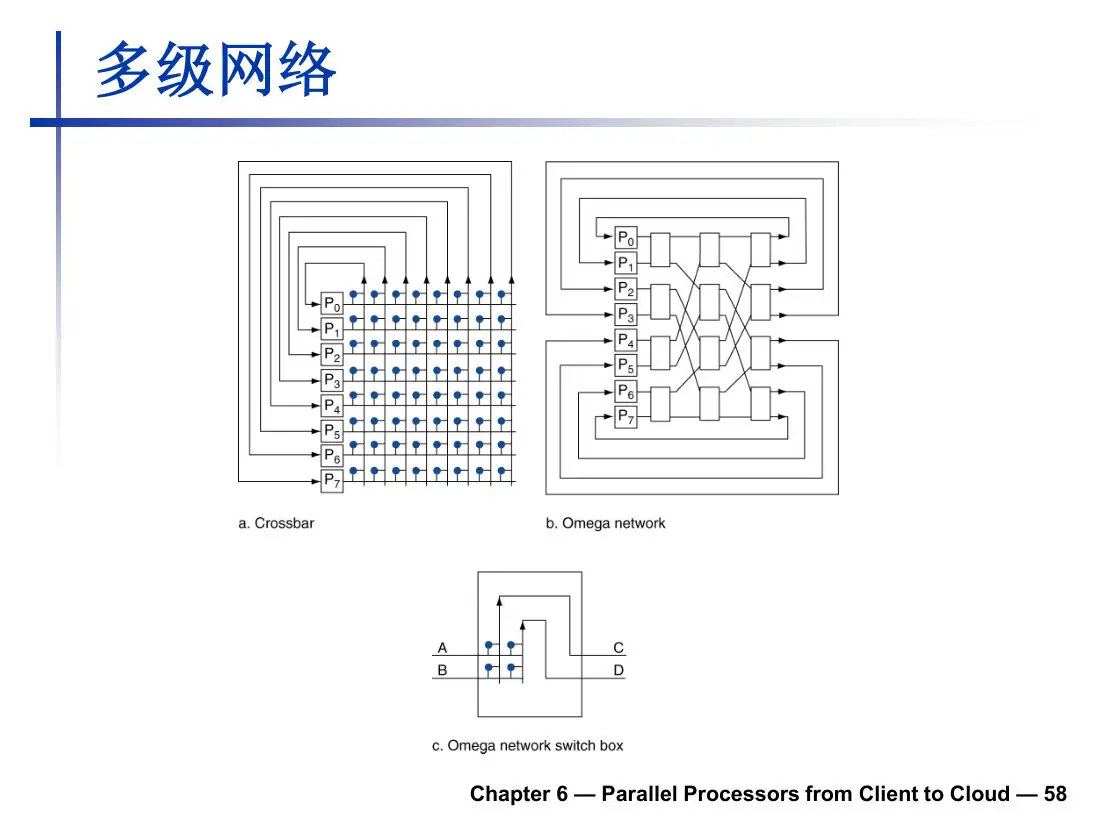 多级网络
P0
P1
P2
P3
P4
P5
P6
P7
a. Crossbar
P0
P1
P2
P3
P4
P5
P6
P7
b. Omega network
A
B
C
D
c. Omega network switch box
Chapter 6 — Parallel Processors from Client to Cloud — 58